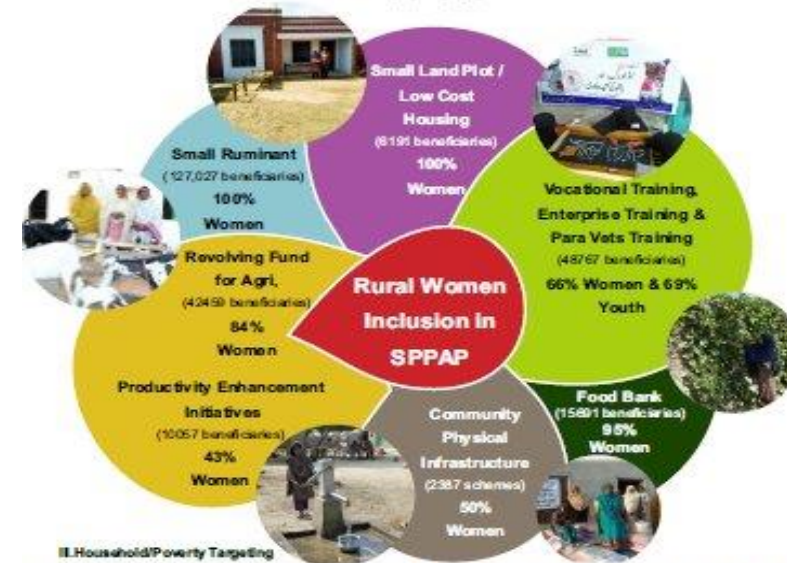 Small Land Plot /
Low Cost
Housing
(6191 beneficiaries)
100%
Women
Small Ruminant
(127,027 beneficiaries)
100%
Women
Vocational Training,
Enterprise Training &
Para Vets Training
(48767 beneficiaries)
66% Women & 69%
Youth
Revolving Fund
for Agri,
(42459 beneficiaries)
84%
Women
Rural Women
Inclusion in
SPPAP
Productivity Enhancement
Initiatives
(10057 beneficiaries)
43%
Women
Community
Physical
Infrastructure
(2387 schemes)
50%
Women
Food Bank
(15691 beneficiaries)
95%
Women
II.Household/Poverty Targeting